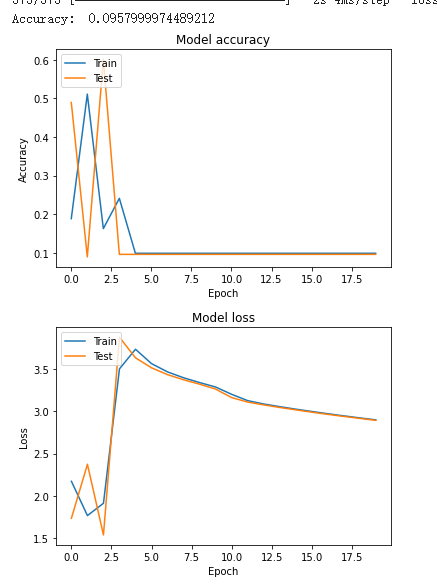 Accuracy: 0.0957999974489212
Model accuracy
Train
Test
0.6
0.5
0.4
0.3
0.2
0.1
Accuracy
0.0 2.5 5.0 7.5 10.0 12.5 15.0 17.5
Epoch
Model loss
Train
Test
3.5
3.0
2.5
2.0
1.5
Loss
0.0 2.5 5.0 7.5 10.0 12.5 15.0 17.5
Epoch